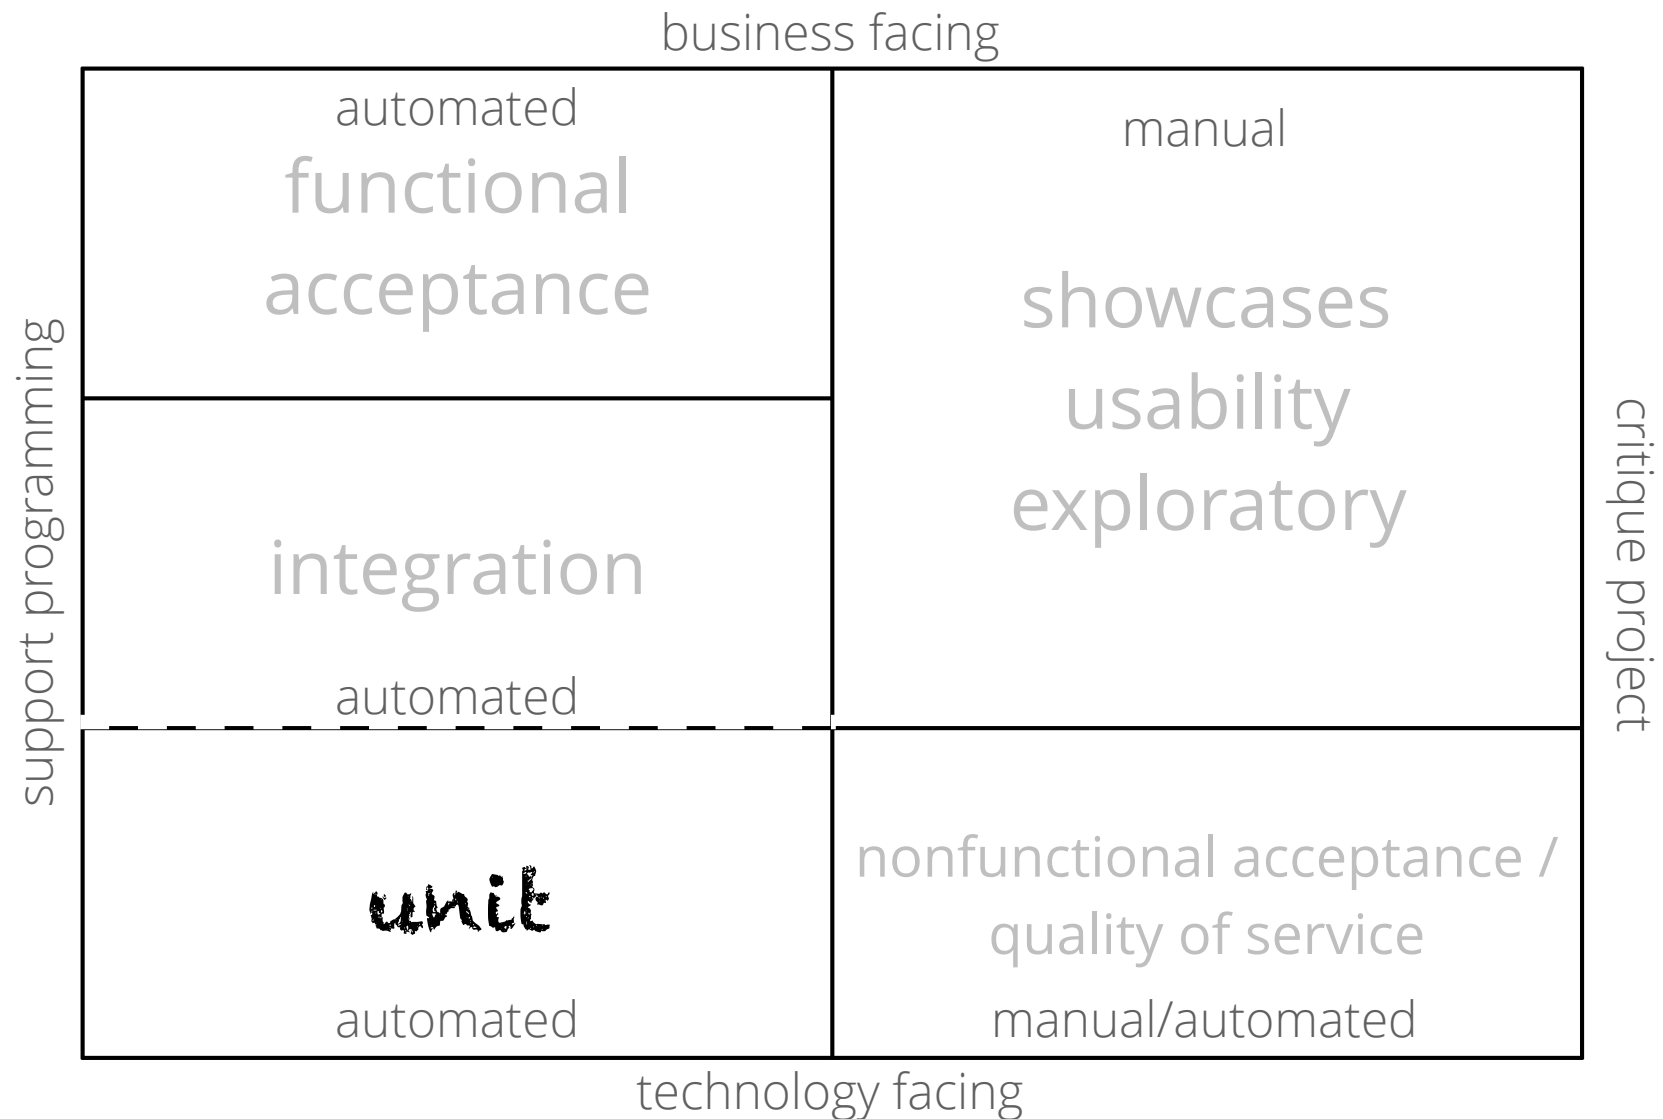 business facing
automated
functional
acceptance
manual
showcases
usability
exploratory
support programming
critique project
integration
automated
unit
automated
nonfunctional acceptance /
quality of service
manual/automated
technology facing